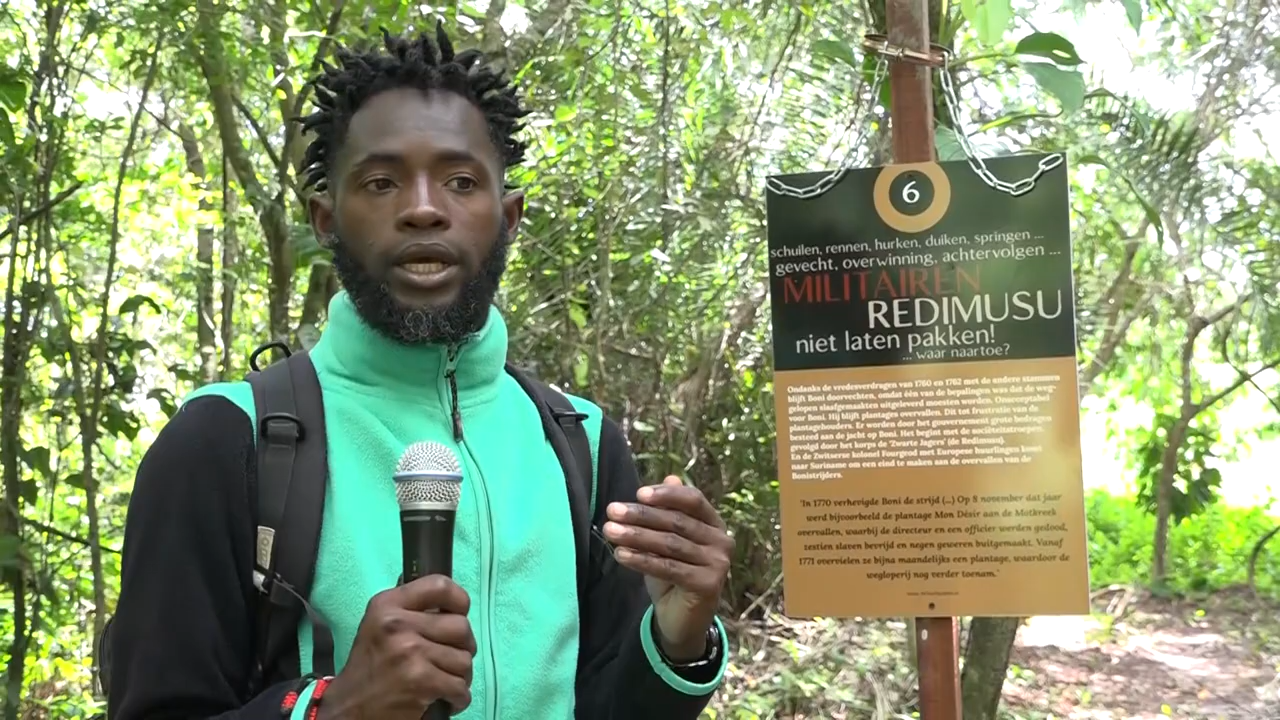 6
schuilen, rennen, hurken, duiken, springen ...
gevecht, overwinning, achtervolgen ...
MILITAIREN
REDIMUSU
niet laten pakken!
... waar naar toe?
Ondanks de vredesverdragen van 1760 en 1762 met de andere stammen
blijft Boni doorvechten, omdat één van de bepalingen was dat de weg-
gelopen slaafgemaakten uitgeleverd moesten worden. Onacceptabel
voor Boni. Hij blijft plantages overvallen. Dit tot frustratie van de
plantagehouders. Er worden door het gouvernement grote bedragen
besteed aan de jacht op Boni. Het begint met de sociëteitstroepen,
gevolgd door het korps de 'Zwarte Jagers' (de Redimusu).
En de Zwitserse kolonel Fourgeod met Europese huurlingen komt
naar Suriname om een eind te maken aan de overvallen van de
Bonistrijders.
'In 1770 verhevigde Boni de strijd (...) Op 8 november dat jaar
werd bijvoorbeeld de plantage Mon Désir aan de Motkreek
overvallen, waarbij de directeur en een officier werden gedood,
zestien slaven bevrijd en negen geweren buitgemaakt. Vanaf
1771 overvielen ze bijna maandelijks een plantage, waardoor de
wegloperij nog verder toenam.'